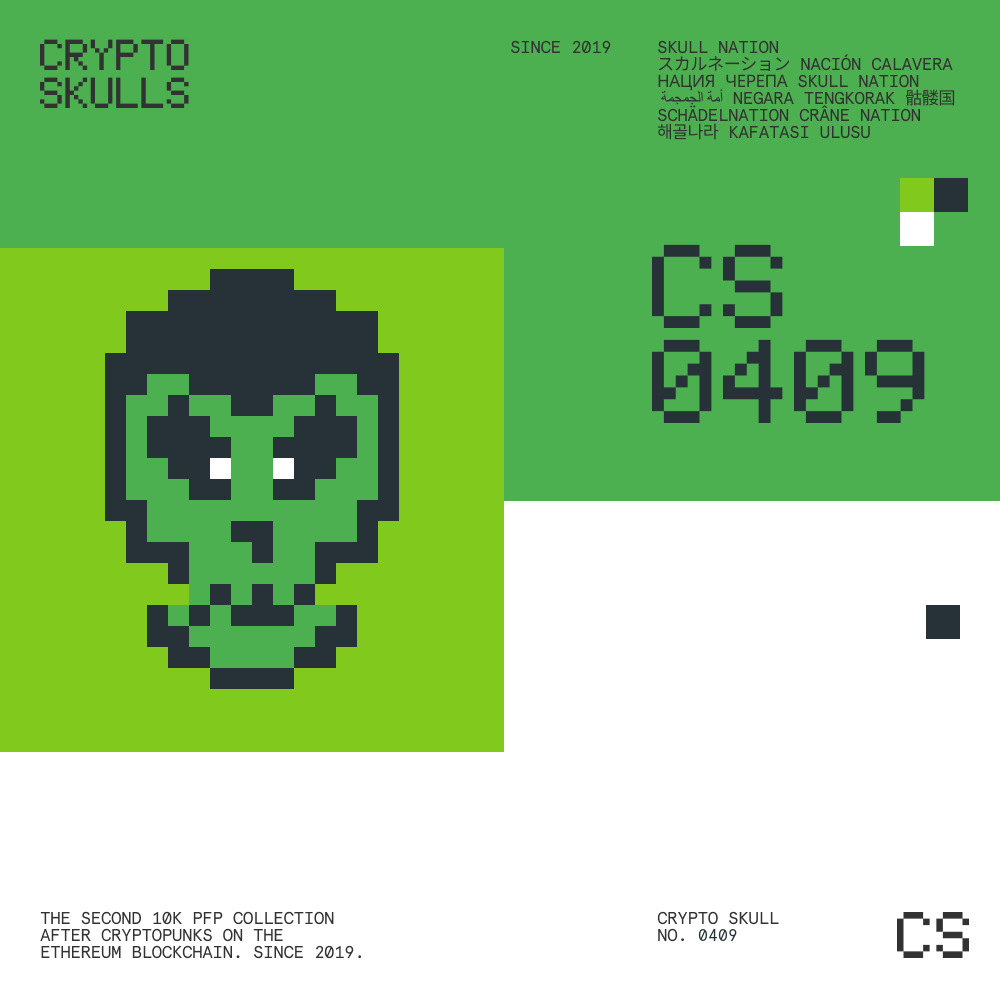 CRYPTO
SKULLS
SINCE 2019
SKULL NATION
スカルネーション NACIÓN CALAVERA
НАЦИЯ ЧЕРЕПА SKULL NATION
أمة الجمجمة NEGARA TENGKORAK 骷髅国
SCHÄDELNATION CRÂNE NATION
해골나라 KAFATASI ULUSU
CS
0409
THE SECOND 10K PFP COLLECTION
AFTER CRYPTOPUNKS ON THE
ETHEREUM BLOCKCHAIN. SINCE 2019.
CRYPTO SKULL
NO. 0409
CS